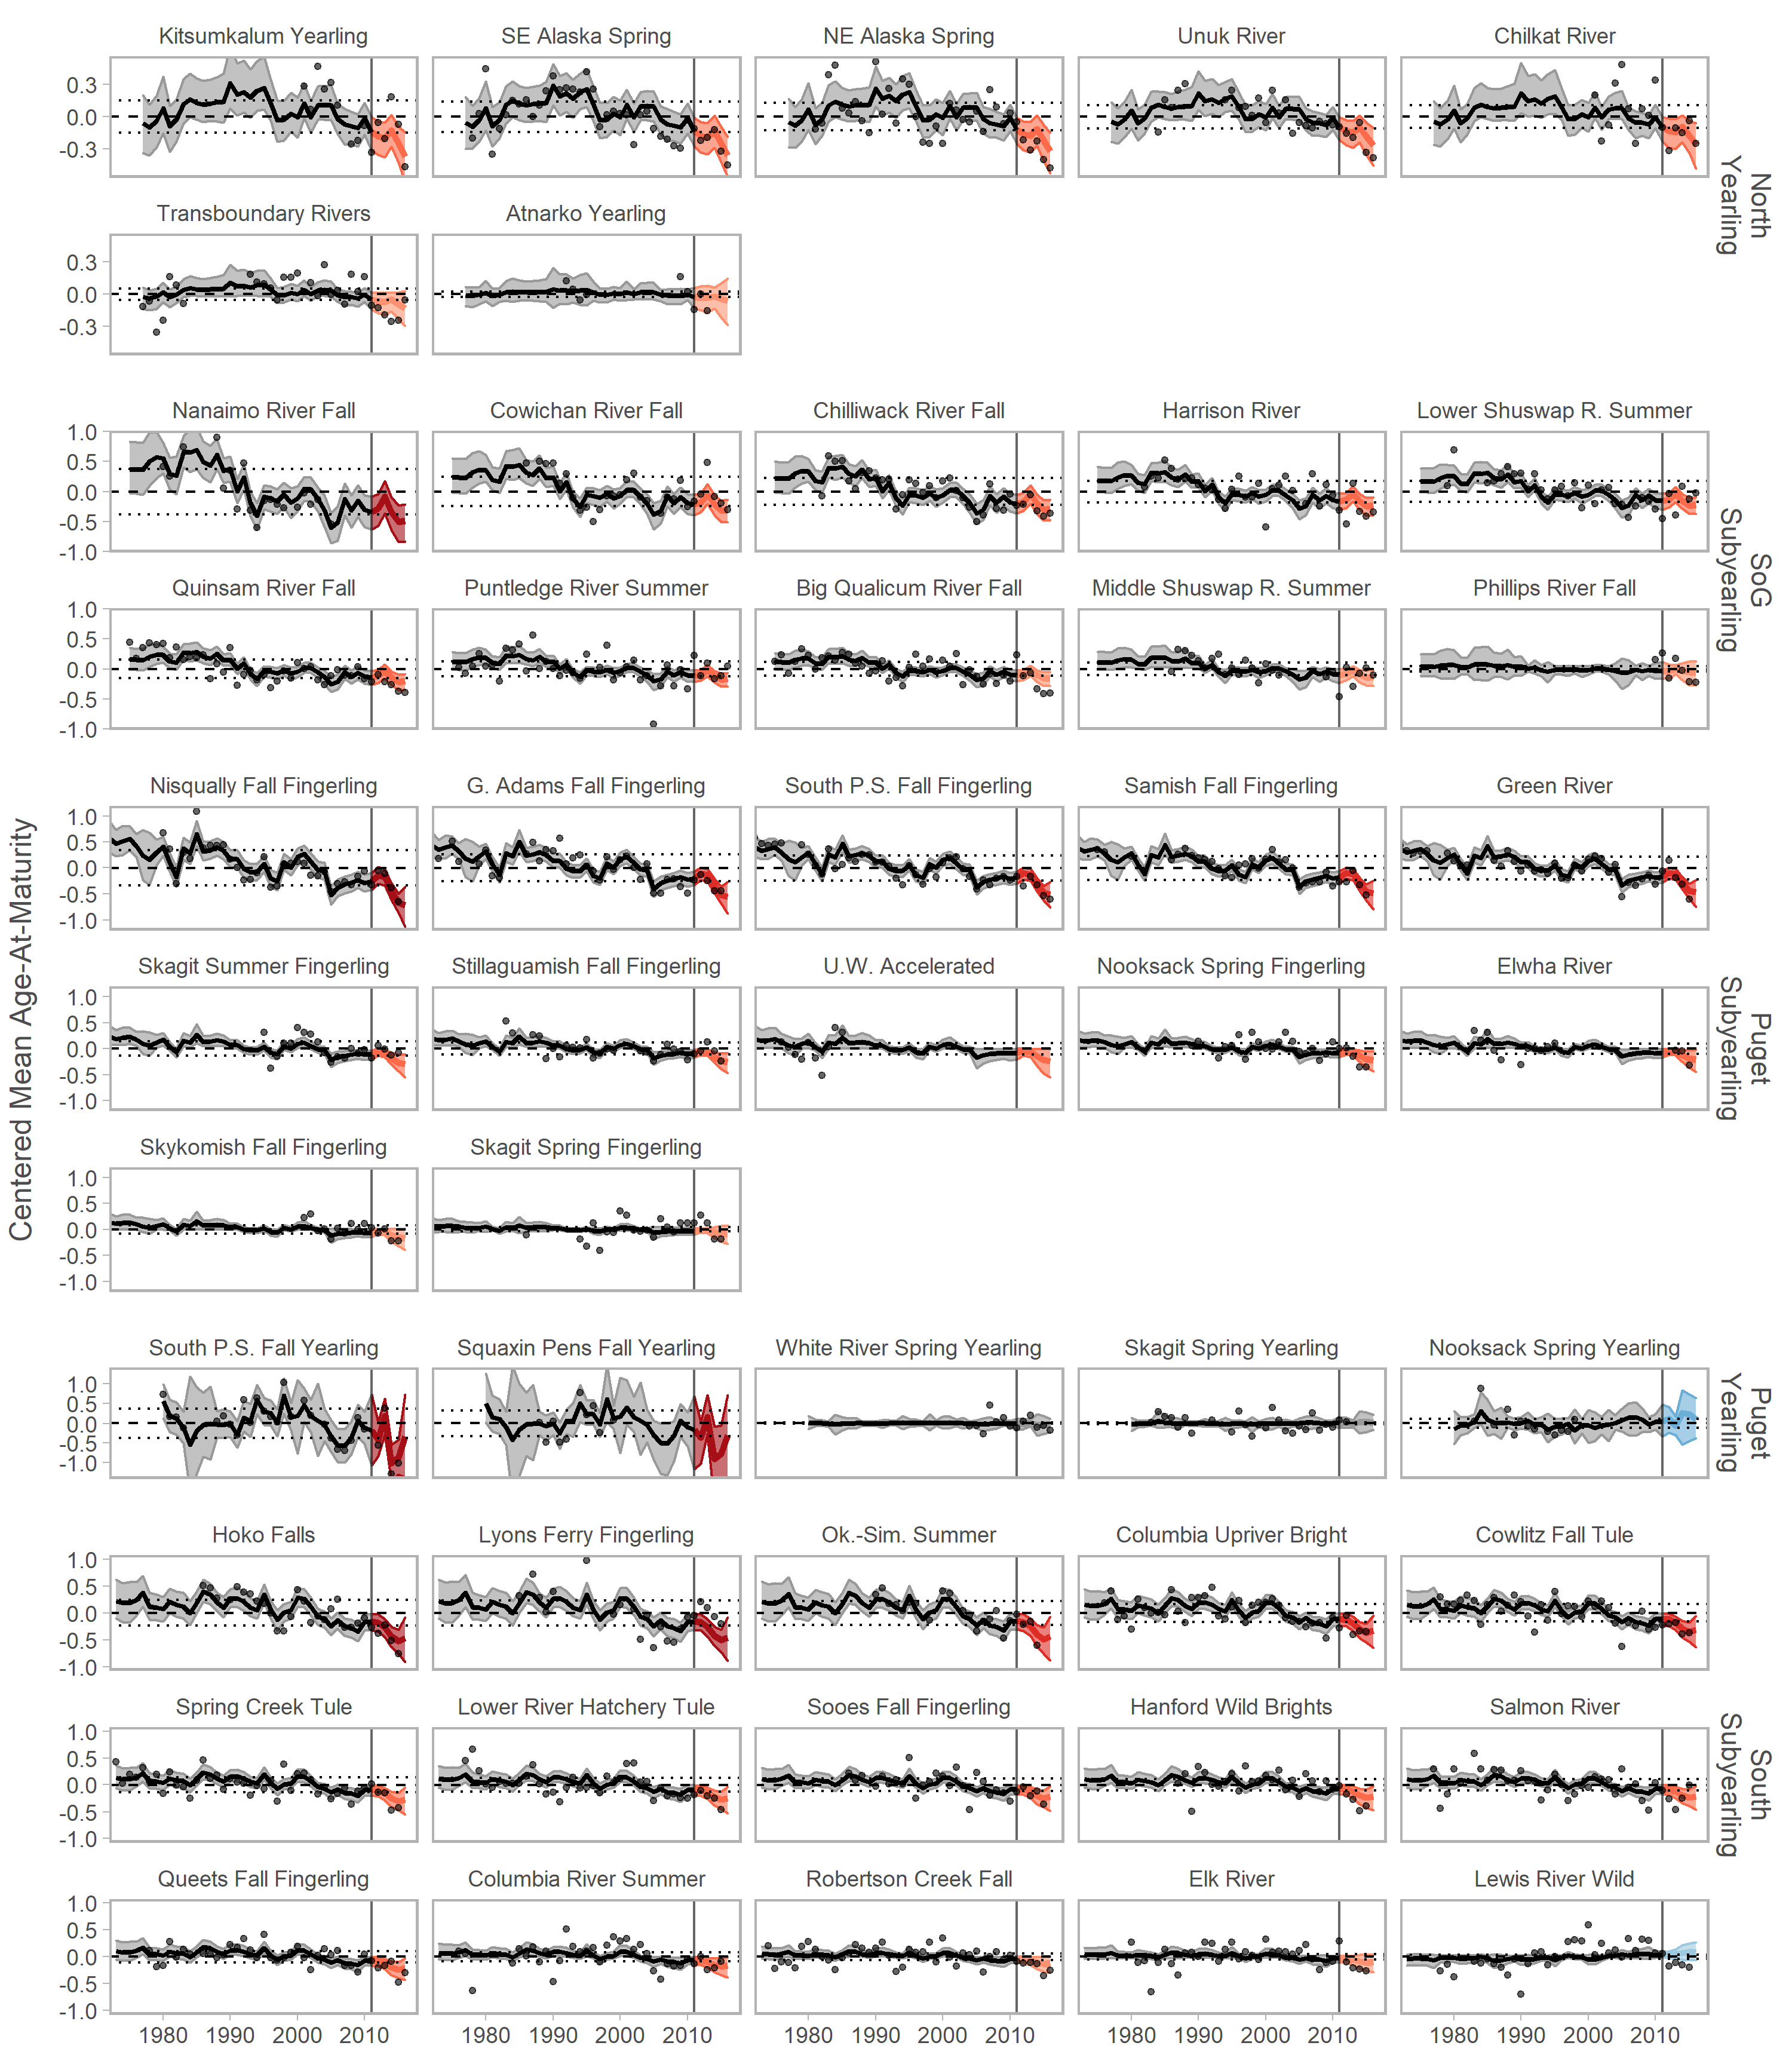 Kitsumkalum Yearling SE Alaska Spring NE Alaska Spring Unuk River Chilkat River
0.3
0.0
-0.3
Transboundary Rivers Atnarko Yearling
0.3
0.0
-0.3
North
Yearling
Nanaimo River Fall Cowichan River Fall Chilliwack River Fall Harrison River Lower Shuswap R. Summer
1.0
0.5
0.0
-0.5
-1.0
Quinsam River Fall Puntledge River Summer Big Qualicum River Fall Middle Shuswap R. Summer Phillips River Fall
1.0
0.5
0.0
-0.5
-1.0
SoG
Subyearling
Nisqually Fall Fingerling G. Adams Fall Fingerling South P.S. Fall Fingerling Samish Fall Fingerling Green River
1.0
0.5
0.0
-0.5
-1.0
Skagit Summer Fingerling Stillaguamish Fall Fingerling U.W. Accelerated Nooksack Spring Fingerling Elwha River
1.0
0.5
0.0
-0.5
-1.0
Skykomish Fall Fingerling Skagit Spring Fingerling
1.0
0.5
0.0
-0.5
-1.0
Puget
Subyearling
Centered Mean Age-At-Maturity
South P.S. Fall Yearling Squaxin Pens Fall Yearling White River Spring Yearling Skagit Spring Yearling Nooksack Spring Yearling
1.0
0.5
0.0
-0.5
-1.0
Puget
Yearling
Hoko Falls Lyons Ferry Fingerling Ok.-Sim. Summer Columbia Upriver Bright Cowlitz Fall Tule
1.0
0.5
0.0
-0.5
-1.0
Spring Creek Tule Lower River Hatchery Tule Sooes Fall Fingerling Hanford Wild Brights Salmon River
1.0
0.5
0.0
-0.5
-1.0
Queets Fall Fingerling Columbia River Summer Robertson Creek Fall Elk River Lewis River Wild
1.0
0.5
0.0
-0.5
-1.0
South
Subyearling
1980 1990 2000 2010 1980 1990 2000 2010 1980 1990 2000 2010 1980 1990 2000 2010 1980 1990 2000 2010